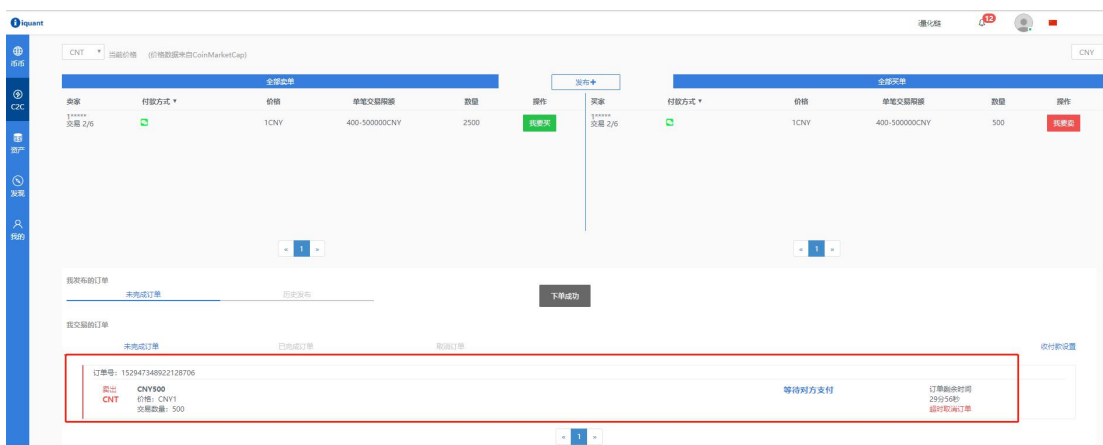 iquant
量化链
12
币币
C2C
资产
发现
我的
CNT
当前价格 (价格数据来自CoinMarketCap)
CNY
全部卖单
发布+
全部买单
卖家 付款方式 价格 单笔交易限额 数量 操作
1*****
交易 2/6 1CNY 400-500000CNY 2500 我要买
买家 付款方式 价格 单笔交易限额 数量 操作
1*****
交易 2/6 1CNY 400-500000CNY 500 我要卖
« 1 »
« 1 »
我发布的订单
未完成订单 历史发布
下单成功
我交易的订单
未完成订单 已完成订单 取消订单 收付款设置
订单号: 152947348922128706
卖出 CNY500 等待对方支付 订单剩余时间
CNT 价格: CNY1 29分56秒
交易数量: 500 超时取消订单
« 1 »